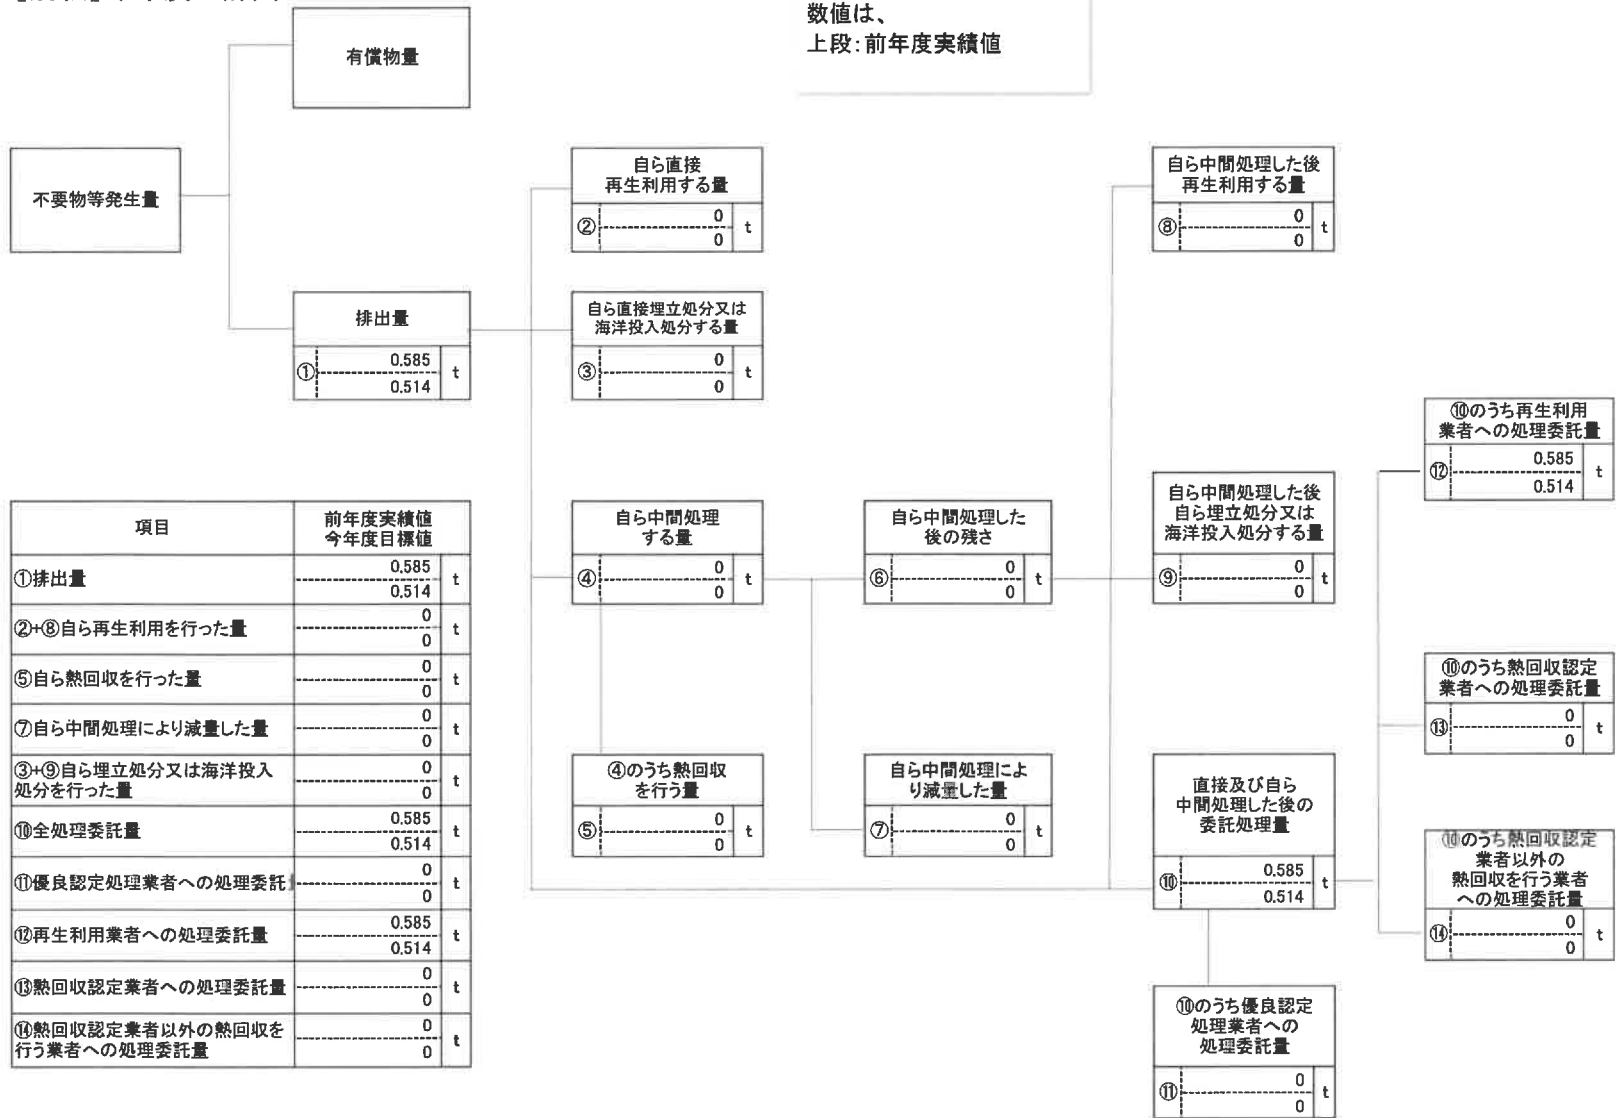 数値は、
上段:前年度実績値
有償物量
不要物等発生量
排出量
① 0.585 t
0.514
自ら直接
再生利用する量
② 0 t
0
自ら直接埋立処分又は
海洋投入処分する量
③ 0 t
0
自ら中間処理
する量
④ 0 t
0
④のうち熱回収
を行う量
⑤ 0 t
0
自ら中間処理した
後の残さ
⑥ 0 t
0
自ら中間処理によ
り減量した量
⑦ 0 t
0
自ら中間処理した後
再生利用する量
⑧ 0 t
0
自ら中間処理した後
自ら埋立処分又は
海洋投入処分する量
⑨ 0 t
0
直接及び自ら
中間処理した後の
委託処理量
⑩ 0.585 t
0.514
⑩のうち優良認定
処理業者への
処理委託量
⑪ 0 t
0
⑩のうち再生利用
業者への処理委託量
⑫ 0.585 t
0.514
⑩のうち熱回収認定
業者への処理委託量
⑬ 0 t
0
⑩のうち熱回収認定
業者以外の
熱回収を行う業者
への処理委託量
⑭ 0 t
0
項目 前年度実績値
今年度目標値
①排出量 0.585 t
0.514
②+⑧自ら再生利用を行った量 0 t
0
⑤自ら熱回収を行った量 0 t
0
⑦自ら中間処理により減量した量 0 t
0
③+⑨自ら埋立処分又は海洋投入 0 t
処分を行った量 0
⑩全処理委託量 0.585 t
0.514
⑪優良認定処理業者への処理委託 0 t
0
⑫再生利用業者への処理委託量 0.585 t
0.514
⑬熱回収認定業者への処理委託量 0 t
0
⑭熱回収認定業者以外の熱回収を 0 t
行う業者への処理委託量 0